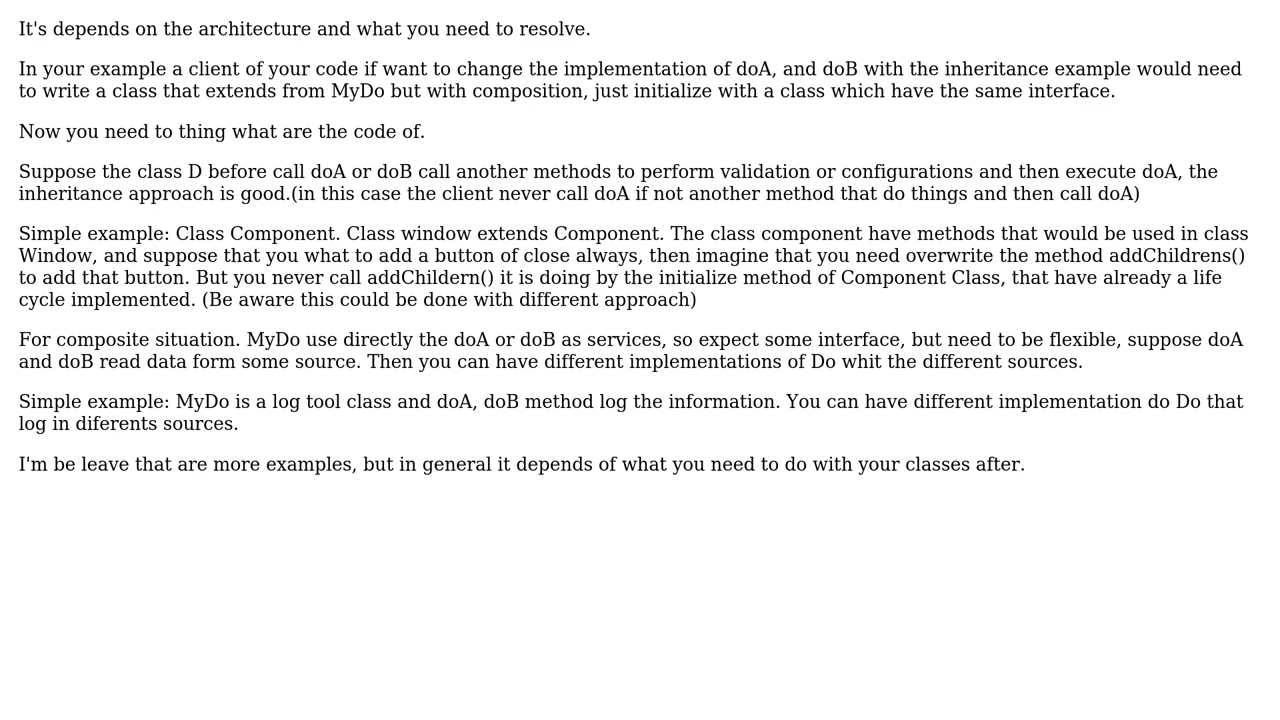 It's depends on the architecture and what you need to resolve.
In your example a client of your code if want to change the implementation of doA, and doB with the inheritance example would need
to write a class that extends from MyDo but with composition, just initialize with a class which have the same interface.
Now you need to thing what are the code of.
Suppose the class D before call doA or doB call another methods to perform validation or configurations and then execute doA, the
inheritance approach is good.(in this case the client never call doA if not another method that do things and then call doA)
Simple example: Class Component. Class window extends Component. The class component have methods that would be used in class
Window, and suppose that you what to add a button of close always, then imagine that you need overwrite the method addChildrens()
to add that button. But you never call addChildern() it is doing by the initialize method of Component Class, that have already a life
cycle implemented. (Be aware this could be done with different approach)
For composite situation. MyDo use directly the doA or doB as services, so expect some interface, but need to be flexible, suppose doA
and doB read data form some source. Then you can have different implementations of Do whit the different sources.
Simple example: MyDo is a log tool class and doA, doB method log the information. You can have different implementation do Do that
log in diferents sources.
I'm be leave that are more examples, but in general it depends of what you need to do with your classes after.